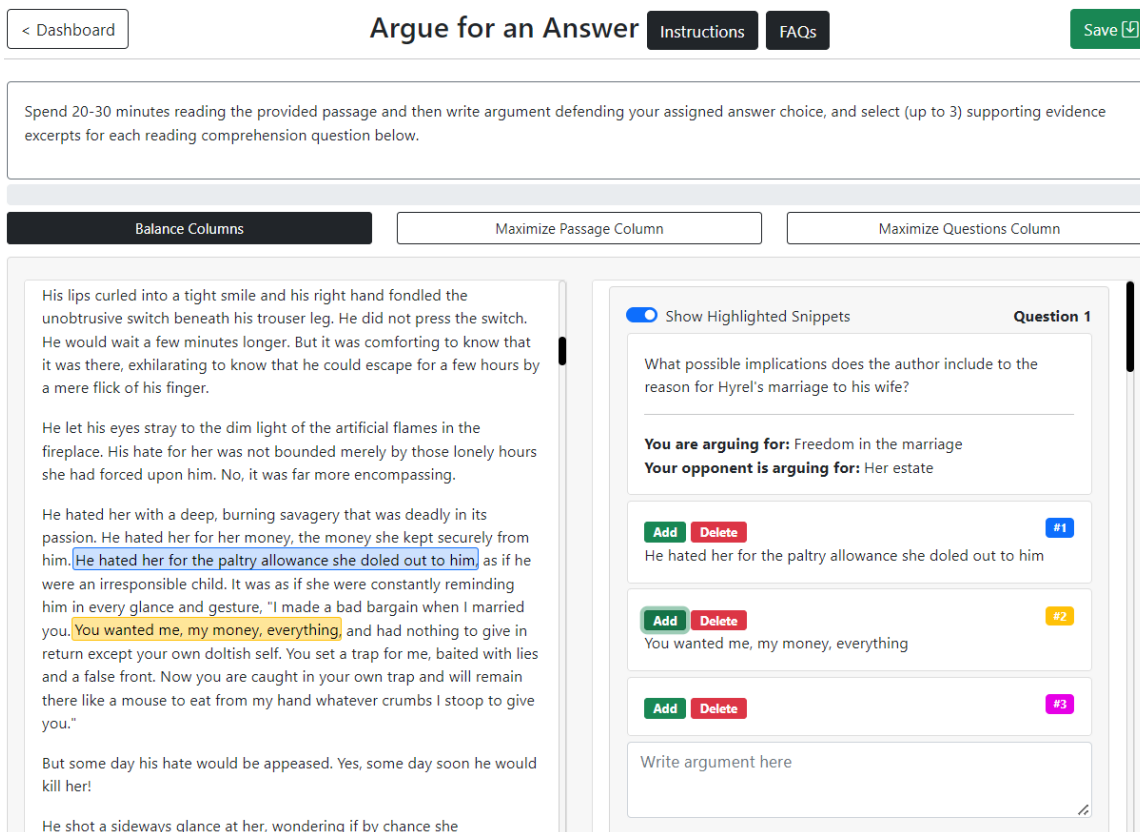 < Dashboard
Argue for an Answer
Instructions
FAQs
Save
Spend 20-30 minutes reading the provided passage and then write argument defending your assigned answer choice, and select (up to 3) supporting evidence
excerpts for each reading comprehension question below.
Balance Columns
Maximize Passage Column
Maximize Questions Column
His lips curled into a tight smile and his right hand fondled the
unobtrusive switch beneath his trouser leg. He did not press the switch.
He would wait a few minutes longer. But it was comforting to know that
it was there, exhilarating to know that he could escape for a few hours by
a mere flick of his finger.
He let his eyes stray to the dim light of the artificial flames in the
fireplace. His hate for her was not bounded merely by those lonely hours
she had forced upon him. No, it was far more encompassing.
He hated her with a deep, burning savagery that was deadly in its
passion. He hated her for her money, the money she kept securely from
him. He hated her for the paltry allowance she doled out to him, as if he
were an irresponsible child. It was as if she were constantly reminding
him in every glance and gesture, "I made a bad bargain when I married
you. You wanted me, my money, everything, and had nothing to give in
return except your own doltish self. You set a trap for me, baited with lies
and a false front. Now you are caught in your own trap and will remain
there like a mouse to eat from my hand whatever crumbs I stoop to give
you."
But some day his hate would be appeased. Yes, some day soon he would
kill her!
He shot a sideways glance at her, wondering if by chance she
Show Highlighted Snippets
Question 1
What possible implications does the author include to the
reason for Hyrel's marriage to his wife?
You are arguing for: Freedom in the marriage
Your opponent is arguing for: Her estate
Add Delete #1
He hated her for the paltry allowance she doled out to him
Add Delete #2
You wanted me, my money, everything
Add Delete #3
Write argument here